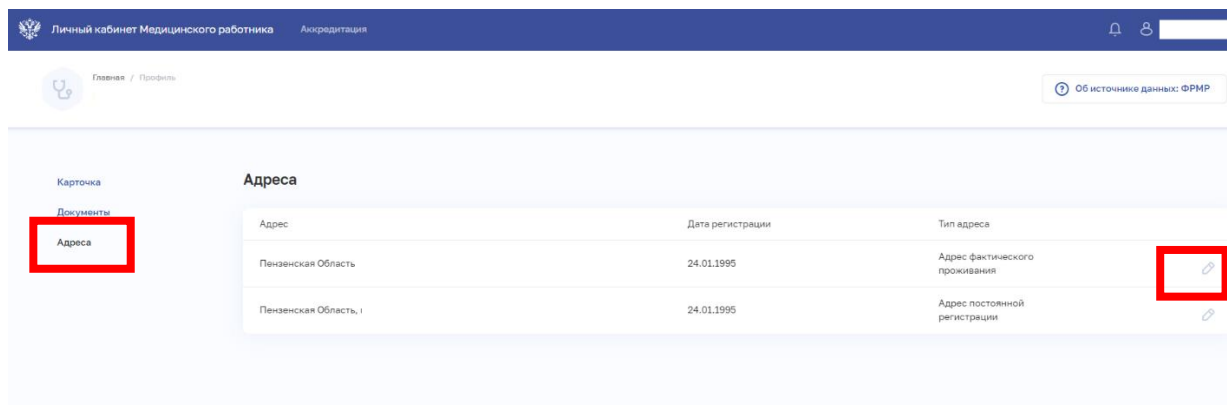 Личный кабинет Медицинского работника Аккредитация
Главная / Профиль
Об источнике данных: ФРМР
Карточка
Документы
Адреса
Адреса
Адрес Дата регистрации Тип адреса
Пензенская Область 24.01.1995 Адрес фактического
проживания
Пензенская Область, 24.01.1995 Адрес постоянной
регистрации